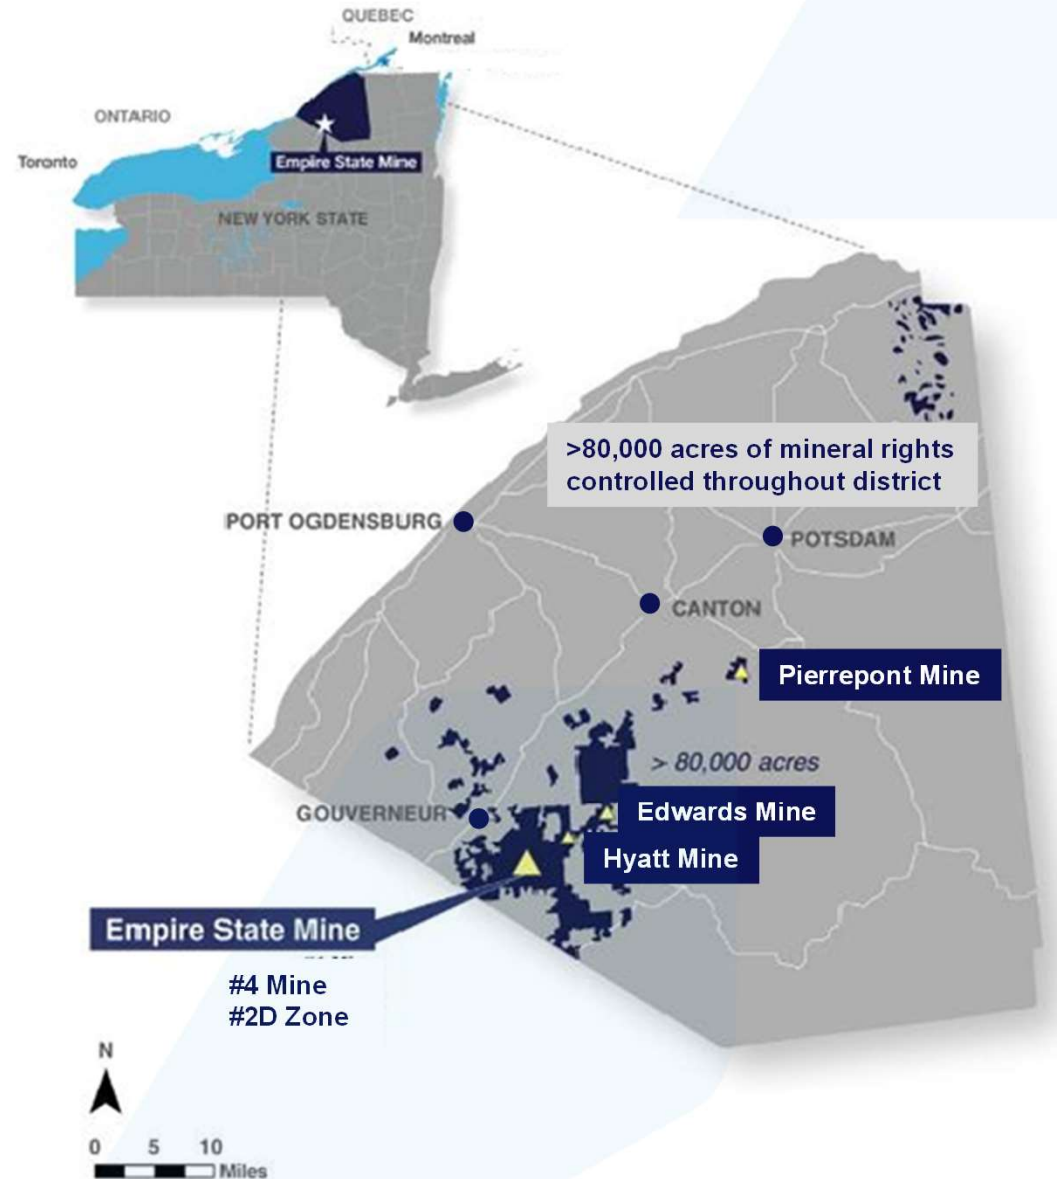 QUEBEC
Montreal
ONTARIO
Toronto
Empire State Mine
NEW YORK STATE
>80,000 acres of mineral rights
controlled throughout district
PORT OGDENSBURG
POTSDAM
CANTON
Pierrepont Mine
> 80,000 acres
Edwards Mine
GOUVERNEUR
Hyatt Mine
Empire State Mine
#4 Mine
#2D Zone
N
0 5 10
Miles